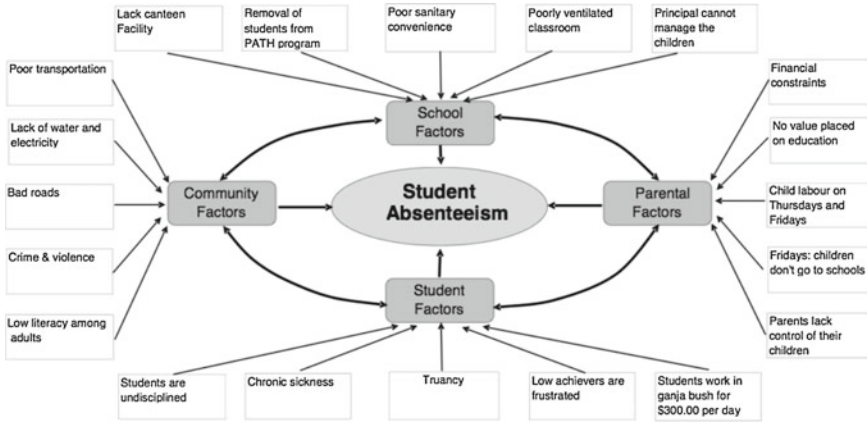 Lack canteen
Facility
Removal of
students from
PATH program
Poor sanitary
convenience
Poorly ventilated
classroom
Principal cannot
manage the
children
Poor transportation
Lack of water and
electricity
Bad roads
Crime & violence
Low literacy among
adults
School
Factors
Community
Factors
Student
Absenteeism
Parental
Factors
Student
Factors
Financial
constraints
No value placed
on education
Child labour on
Thursdays and
Fridays
Fridays: children
don't go to schools
Parents lack
control of their
children
Students are
undisciplined
Chronic sickness
Truancy
Low achievers are
frustrated
Students work in
ganja bush for
$300.00 per day